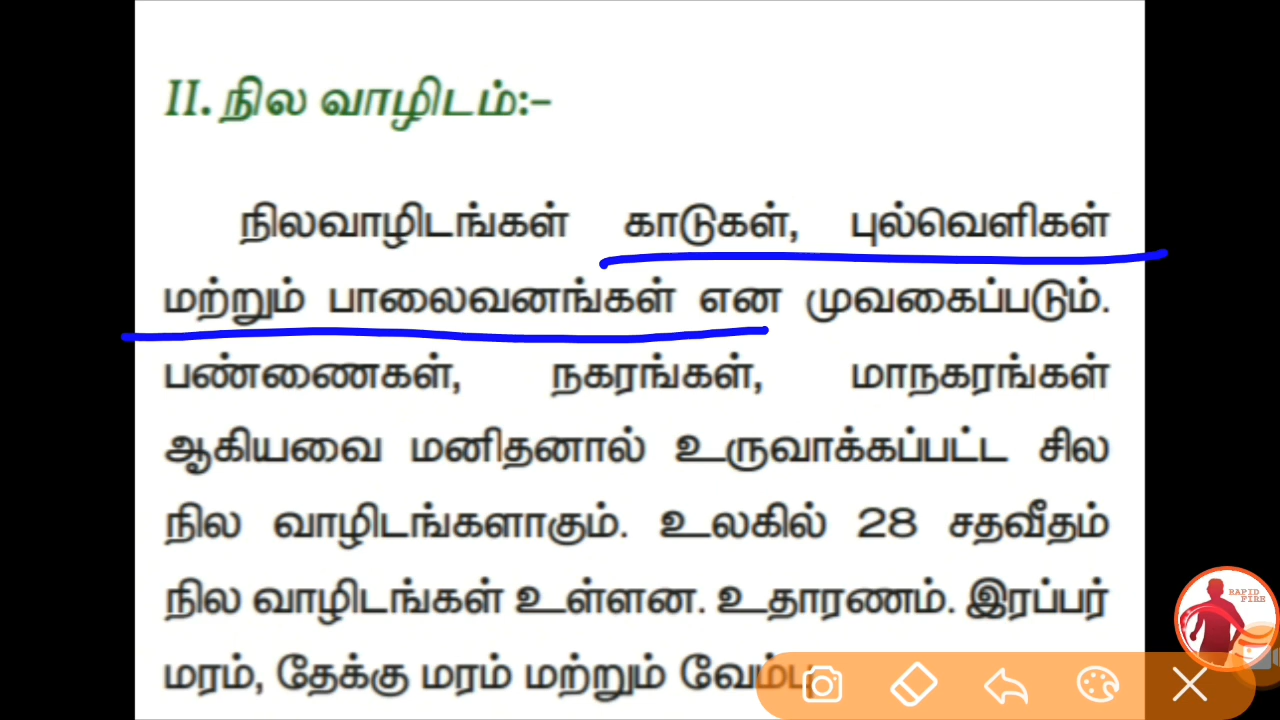 II. நில வாழிடம்:-
நிலவாழிடங்கள் காடுகள், புல்வெளிகள்
மற்றும் பாலைவனங்கள் என முவகைப்படும்.
பண்ணைகள், நகரங்கள், மாநகரங்கள்
ஆகியவை மனிதனால் உருவாக்கப்பட்ட சில
நில வாழிடங்களாகும். உலகில் 28 சதவீதம்
நில வாழிடங்கள் உள்ளன. உதாரணம். இரப்பர்
மரம், தேக்கு மரம் மற்றும்
RAPID
FIRE